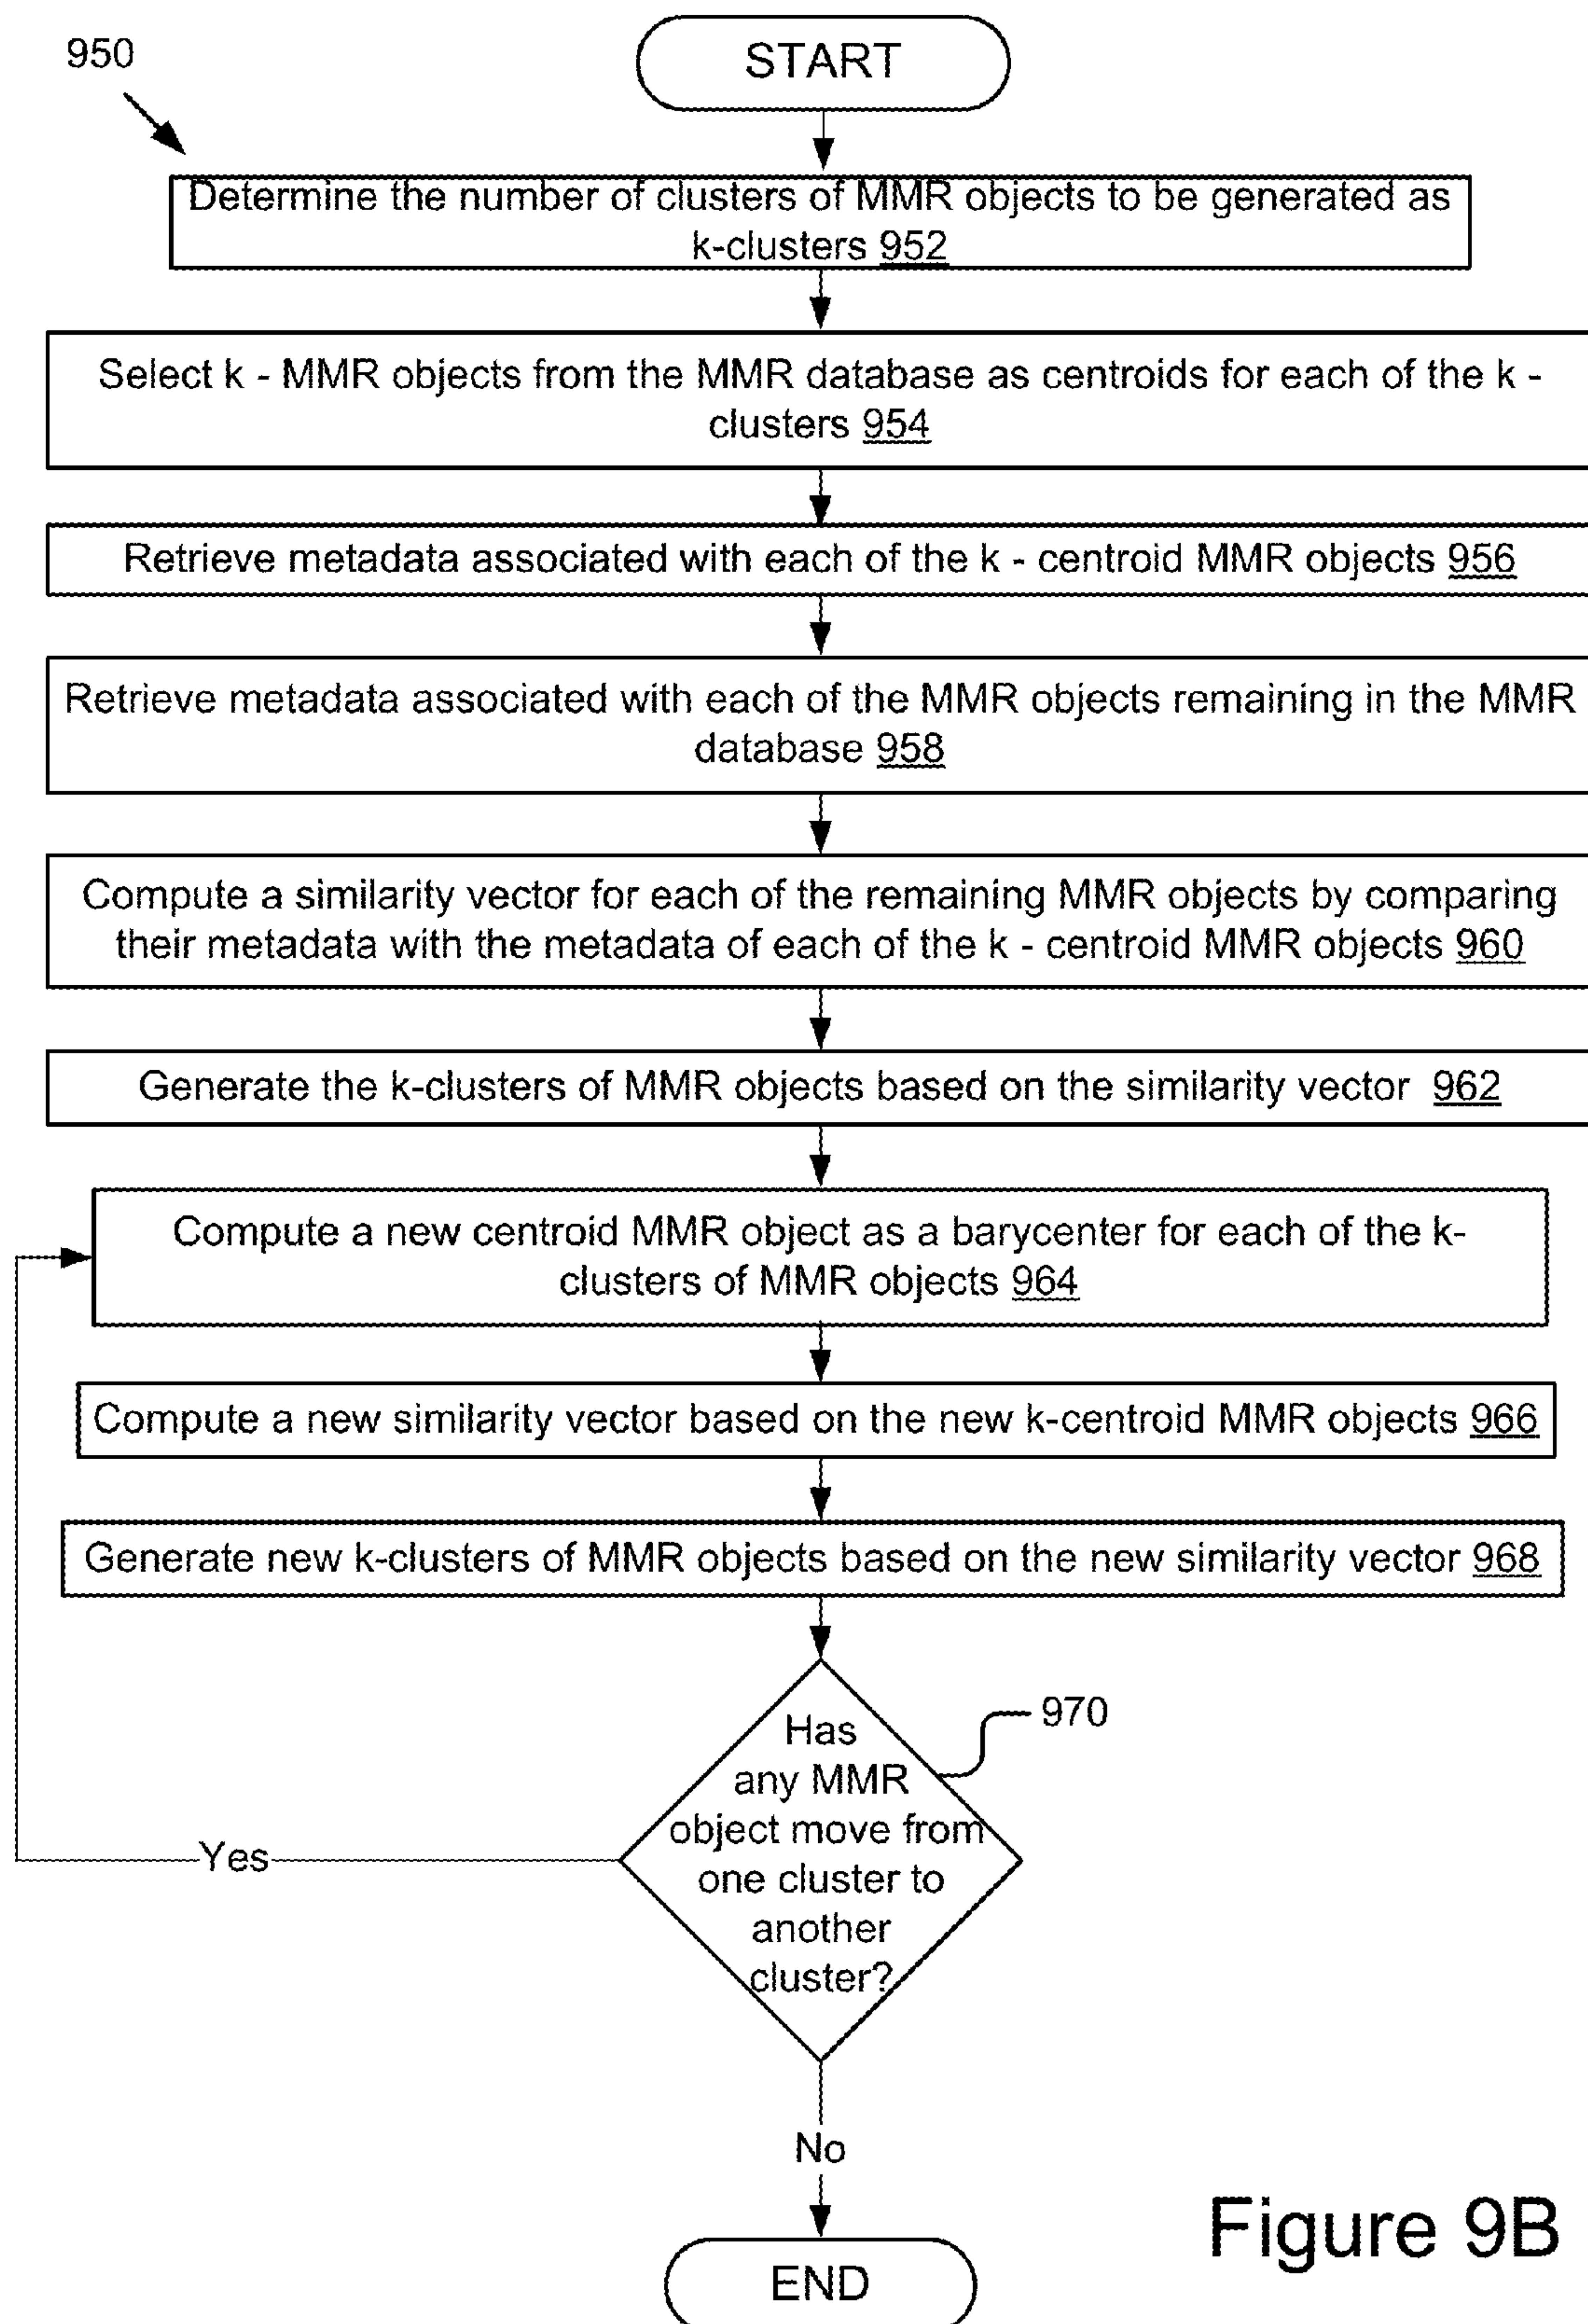 950
START
Determine the number of clusters of MMR objects to be generated as
k-clusters 952
Select k - MMR objects from the MMR database as centroids for each of the k -
clusters 954
Retrieve metadata associated with each of the k - centroid MMR objects 956
Retrieve metadata associated with each of the MMR objects remaining in the MMR
database 958
Compute a similarity vector for each of the remaining MMR objects by comparing
their metadata with the metadata of each of the k - centroid MMR objects 960
Generate the k-clusters of MMR objects based on the similarity vector 962
Compute a new centroid MMR object as a barycenter for each of the k-
clusters of MMR objects 964
Compute a new similarity vector based on the new k-centroid MMR objects 966
Generate new k-clusters of MMR objects based on the new similarity vector 968
970
Has
any MMR
object move from
one cluster to
another
cluster?
Yes
No
END
Figure 9B